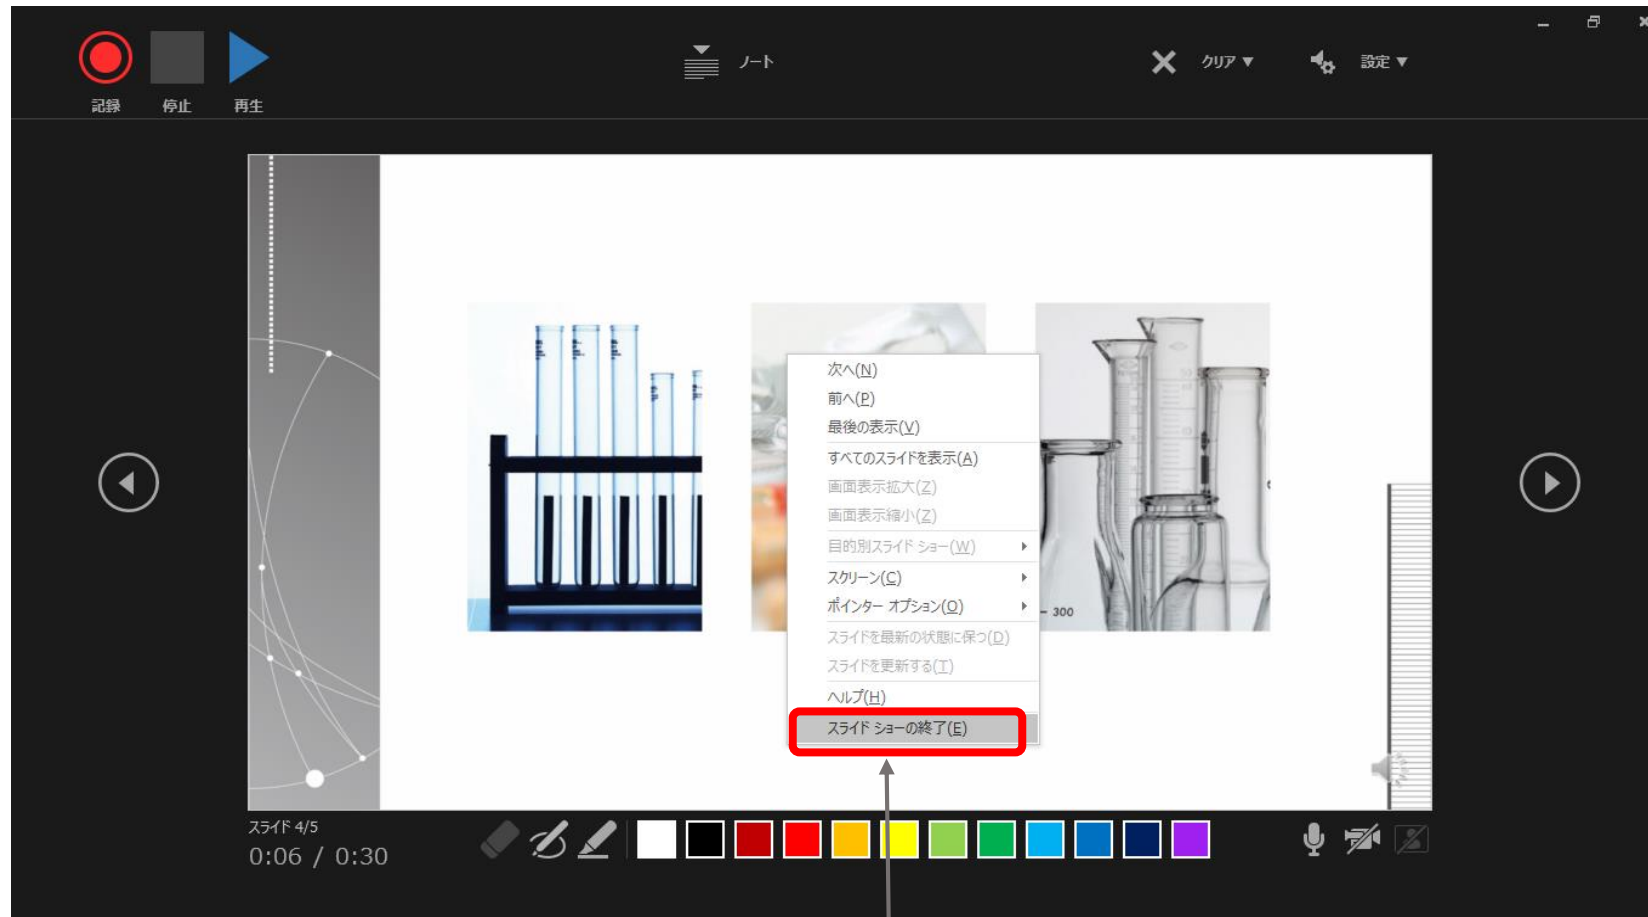 記録 停止 再生
ノート
クリア▼ 設定▼
次へ(N)
前へ(P)
最後の表示(V)
すべてのスライドを表示(A)
画面表示拡大(Z)
画面表示縮小(Z)
目的別スライド ショー(W)
スクリーン(C)
ポインター オプション(O)
300
スライドを最新の状態に保つ(D)
スライドを更新する(T)
ヘルプ(H)
スライド ショーの終了(E)
スライド 4/5
0:06 / 0:30